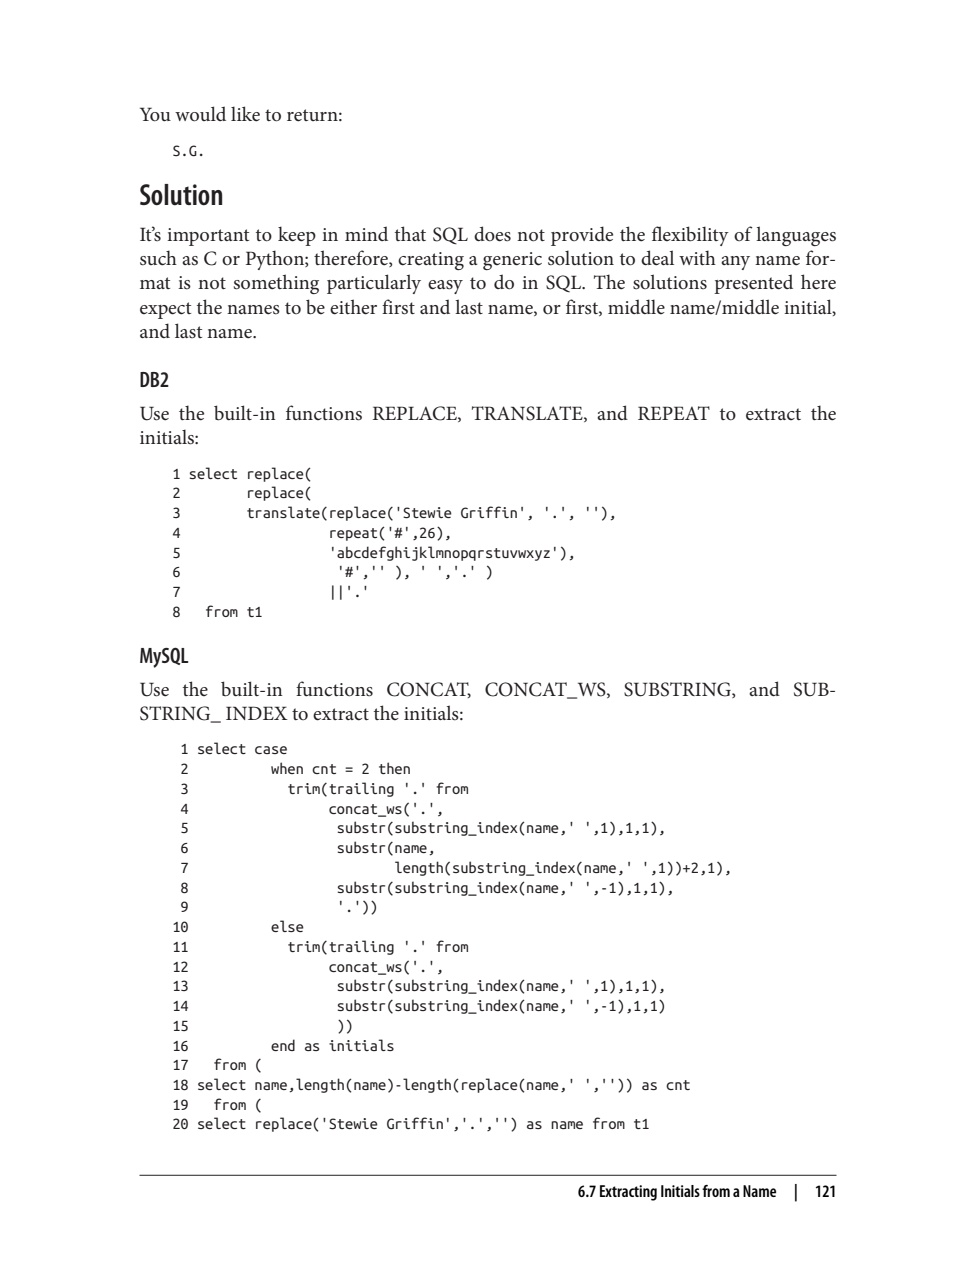 You would like to return:
S.G.
Solution
It's important to keep in mind that SQL does not provide the flexibility of languages
such as C or Python; therefore, creating a generic solution to deal with any name for-
mat is not something particularly easy to do in SQL. The solutions presented here
expect the names to be either first and last name, or first, middle name/middle initial,
and last name.
DB2
Use the built-in functions REPLACE, TRANSLATE, and REPEAT to extract the
initials:
1 select replace(
2        replace(
3        translate(replace('Stewie Griffin', '.', ''),
4                  repeat('#',26),
5                  'abcdefghijklmnopqrstuvwxyz'),
6                   '#','' ), ' ','.' )
7                  ||'.'
8   from t1
MySQL
Use the built-in functions CONCAT, CONCAT_WS, SUBSTRING, and SUB-
STRING_ INDEX to extract the initials:
1 select case
2          when cnt = 2 then
3            trim(trailing '.' from
4                 concat_ws('.',
5                  substr(substring_index(name,' ',1),1,1),
6                  substr(name,
7                         length(substring_index(name,' ',1))+2,1),
8                  substr(substring_index(name,' ',-1),1,1),
9                  '.'))
10          else
11            trim(trailing '.' from
12                 concat_ws('.',
13                  substr(substring_index(name,' ',1),1,1),
14                  substr(substring_index(name,' ',-1),1,1)
15                  ))
16          end as initials
17   from (
18 select name,length(name)-length(replace(name,' ','')) as cnt
19   from (
20 select replace('Stewie Griffin','.','') as name from t1
6.7 Extracting Initials from a Name | 121